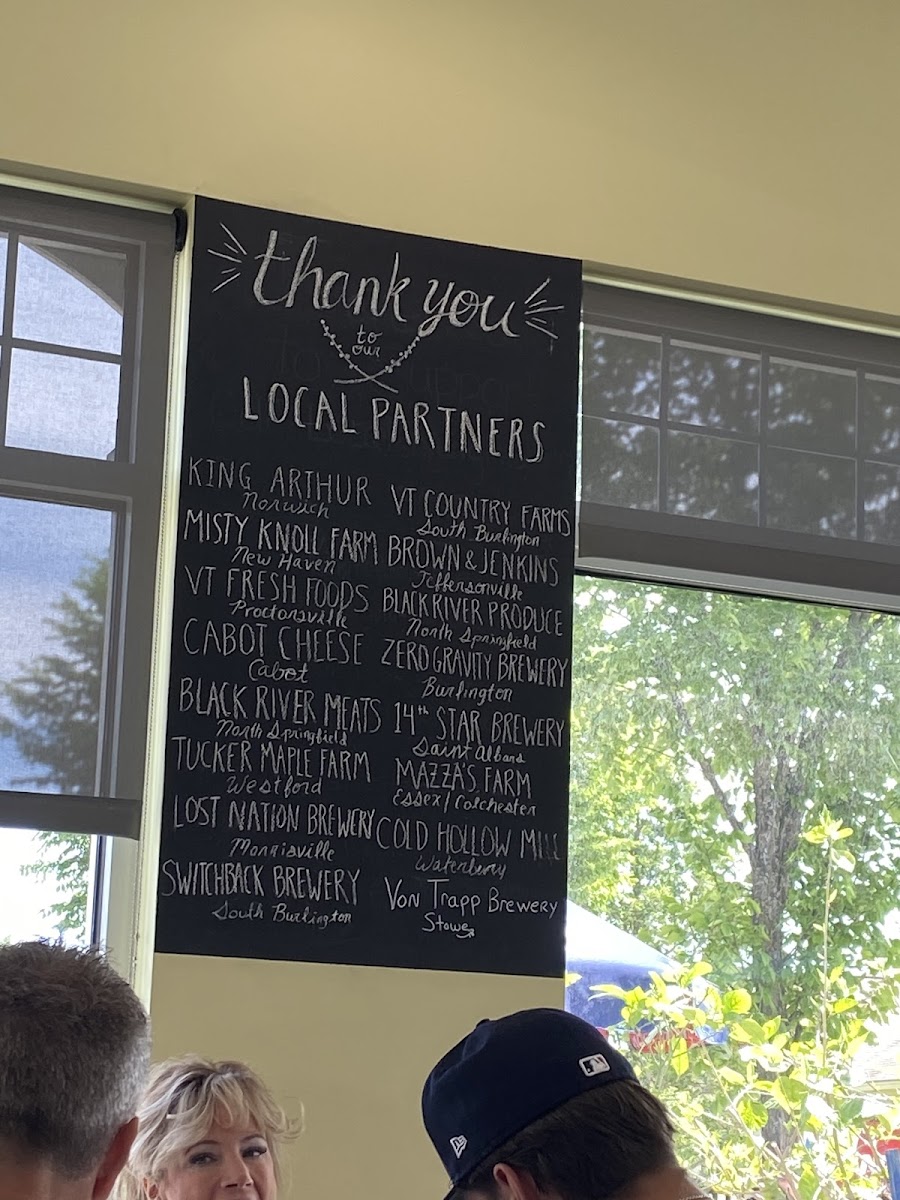 thank you
to
our
LOCAL PARTNERS
KING ARTHUR
Norwich
MISTY KNOLL FARM
New Haven
VT FRESH FOODS
Proctorsville
CABOT CHEESE
Cabot
BLACK RIVER MEATS
North Springfield
TUCKER MAPLE FARM
Westford
LOST NATION BREWERY
Morrisville
SWITCHBACK BREWERY
South Burlington
VT COUNTRY FARMS
South Burlington
BROWN & JENKINS
Jeffersonville
BLACK RIVER PRODUCE
North Springfield
ZERO GRAVITY BREWERY
Burlington
14th STAR BREWERY
Saint Albans
MAZZA'S FARM
Essex/Colchester
COLD HOLLOW MILL
Waterbury
VON TRAPP BREWERY
Stowe